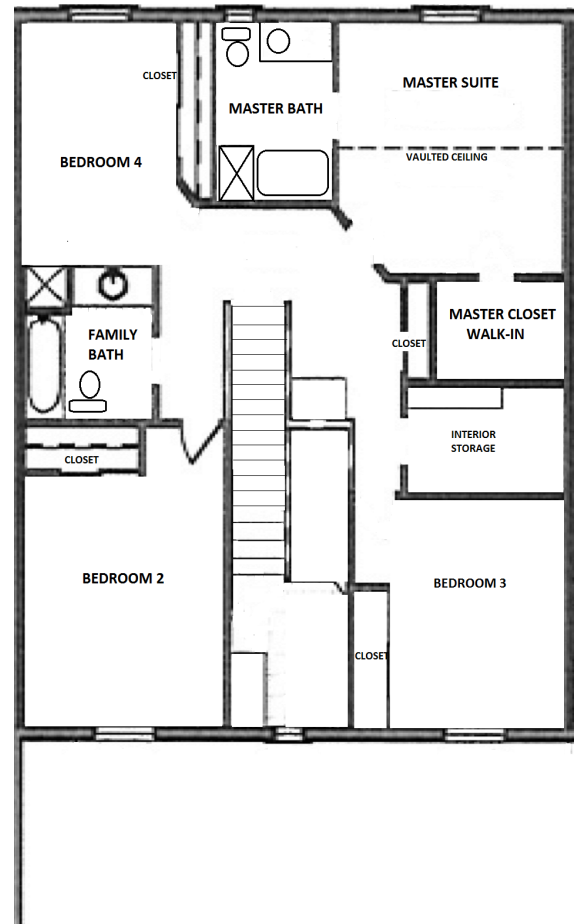 CLOSET
MASTER SUITE
MASTER BATH
VAULTED CEILING
BEDROOM 4
MASTER CLOSET
WALK-IN
FAMILY
BATH
CLOSET
INTERIOR
STORAGE
CLOSET
BEDROOM 2
BEDROOM 3
CLOSET